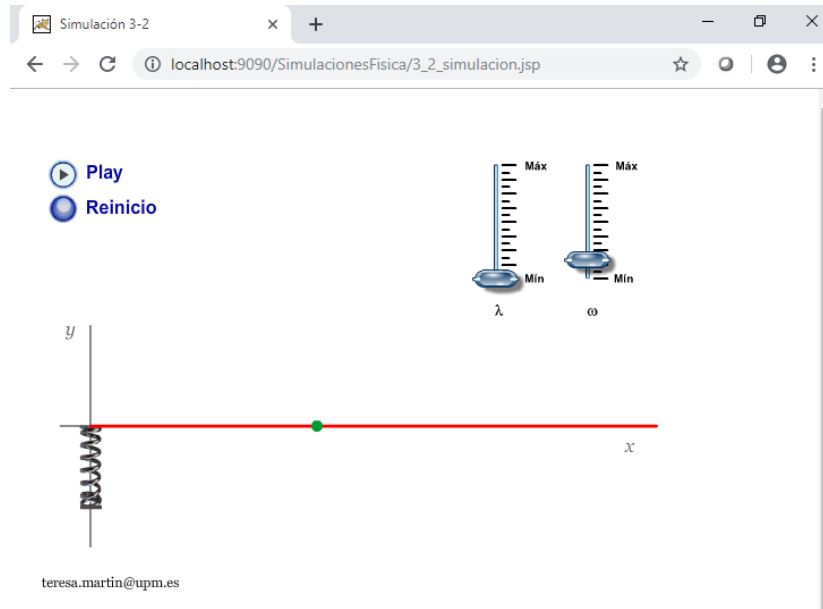 Simulación 3-2
localhost:9090/SimulacionesFisica/3_2_simulacion.jsp
Play
Reinicio
Máx
Máx
Mín
Mín
λ
ω
y
x
teresa.martin@upm.es